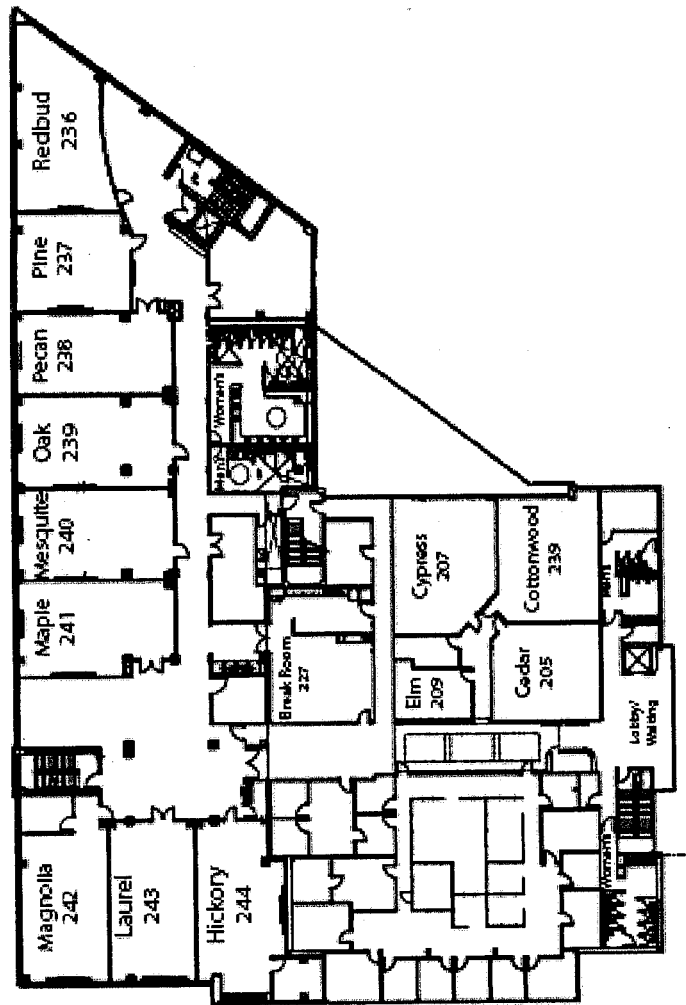 Redbud
236
Pine
237
Pecan
238
Oak
239
Mesquite
240
Maple
241
Magnolia
242
Laurel
243
Hickory
244
Women's
Men's
Break Room
227
Cypress
207
Cottonwood
239
Elm
209
Cedar
205
Men's
Lobby/
Waiting
Women's